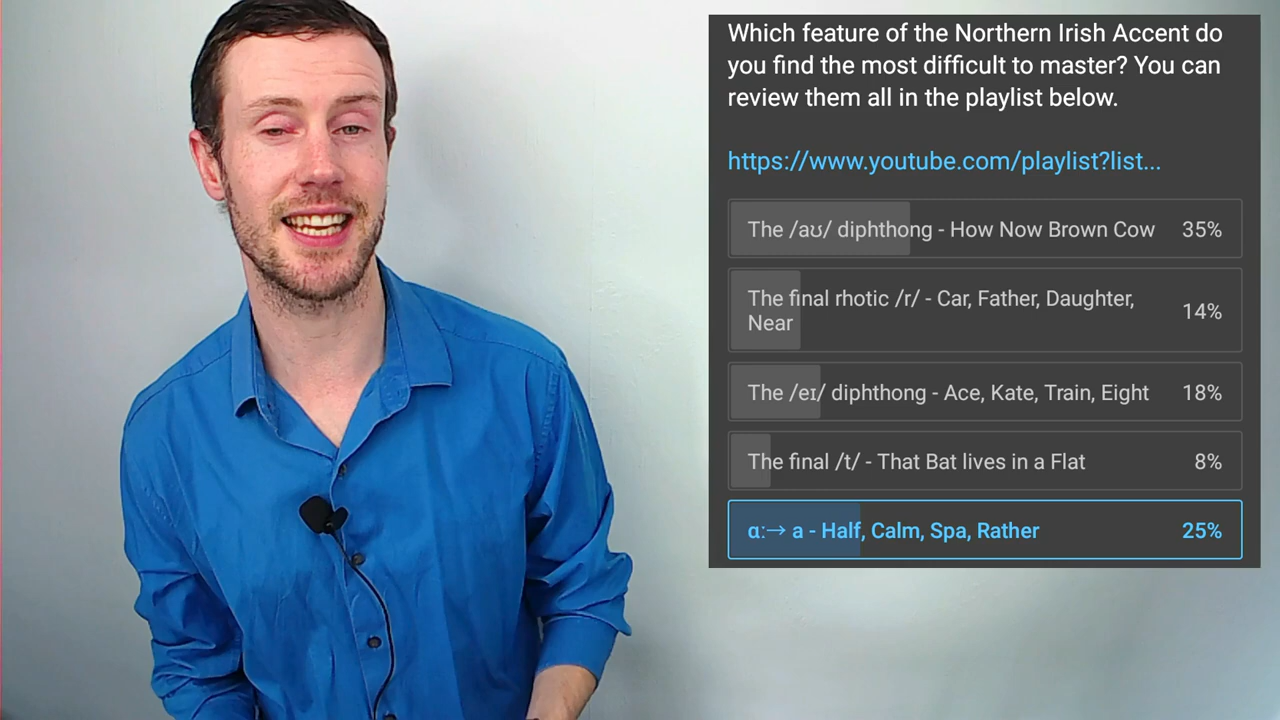 Which feature of the Northern Irish Accent do
you find the most difficult to master? You can
review them all in the playlist below.
https://www.youtube.com/playlist?list...
The /aʊ/ diphthong - How Now Brown Cow 35%
The final rhotic /r/ - Car, Father, Daughter,
Near 14%
The /eɪ/ diphthong - Ace, Kate, Train, Eight 18%
The final /t/ - That Bat lives in a Flat 8%
ɑː→ a - Half, Calm, Spa, Rather 25%